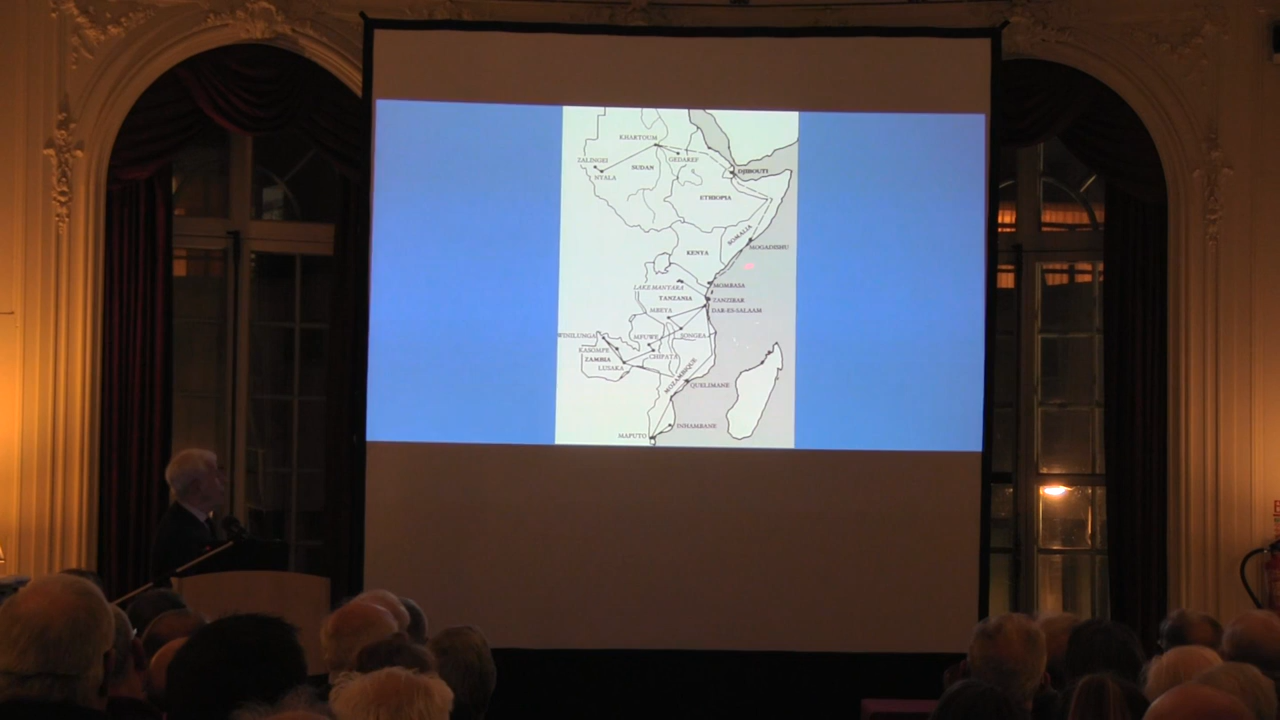 KHARTOUM
ZALINGEI
GEDAREF
SUDAN
NYALA
DJIBOUTI
ETHIOPIA
SOMALIA
MOGADISHU
KENYA
LAKE MANYARA
MOMBASA
TANZANIA
ZANZIBAR
MBEYA
DAR-ES-SALAAM
MFUWE
SONGEA
KASOMPE
CHIPATA
ZAMBIA
LUSAKA
MOZAMBIQUE
QUELIMANE
INHAMBANE
MAPUTO